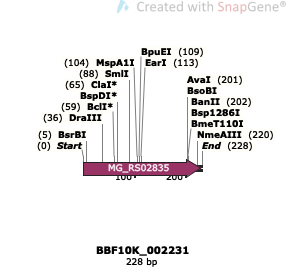 Created with SnapGene®
BpuEI (109)
(104) MspA1I EarI (113)
(88) SmlI
(65) ClaI* AvaI (201)
BspDI* BsoBI
(59) BclI* BanII (202)
(36) DraIII Bsp1286I
BmeT110I
(5) BsrBI NmeAIII (220)
(0) Start End (228)
MG_RS02835
100 200
BBF10K_002231
228 bp